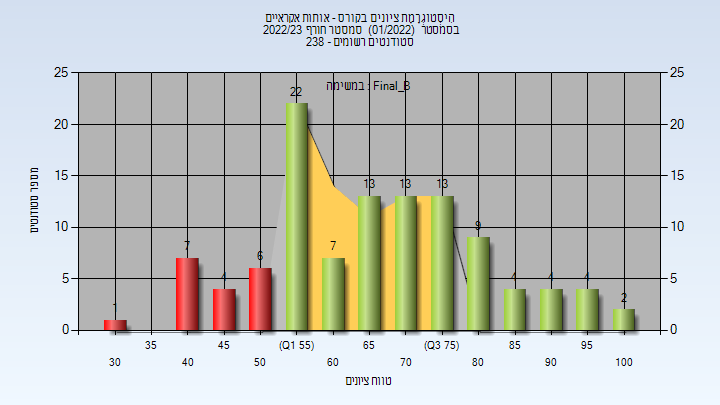 היסטוגרמת ציונים בקורס - אותות אקראיים
בסמסטר (01/2022) סמסטר חורף 2022/23
סטודנטים רשומים - 238
במשימה : Final_B
מספר סטודנטים
25 25
20 20
15 15
10 10
5 5
0 0
1 7 4 6 22 7 13 13 13 9 4 4 4 2
35 45 (Q1 55) 65 (Q3 75) 85 95
30 40 50 60 70 80 90 100
טווח ציונים